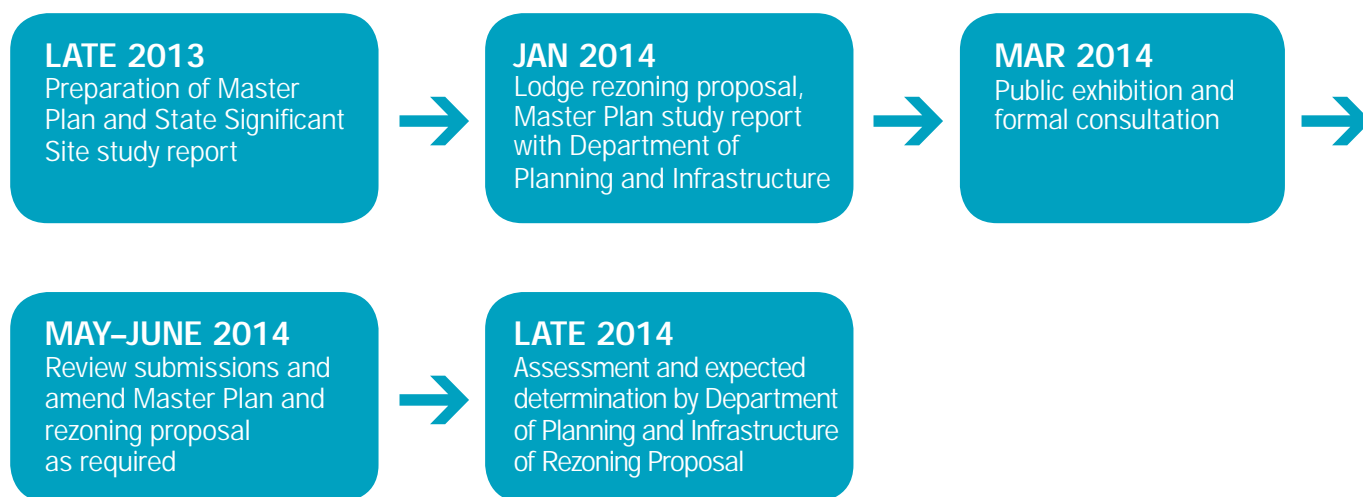 LATE 2013
Preparation of Master
Plan and State Significant
Site study report
JAN 2014
Lodge rezoning proposal,
Master Plan study report
with Department of
Planning and Infrastructure
MAR 2014
Public exhibition and
formal consultation
MAY–JUNE 2014
Review submissions and
amend Master Plan and
rezoning proposal
as required
LATE 2014
Assessment and expected
determination by Department
of Planning and Infrastructure
of Rezoning Proposal